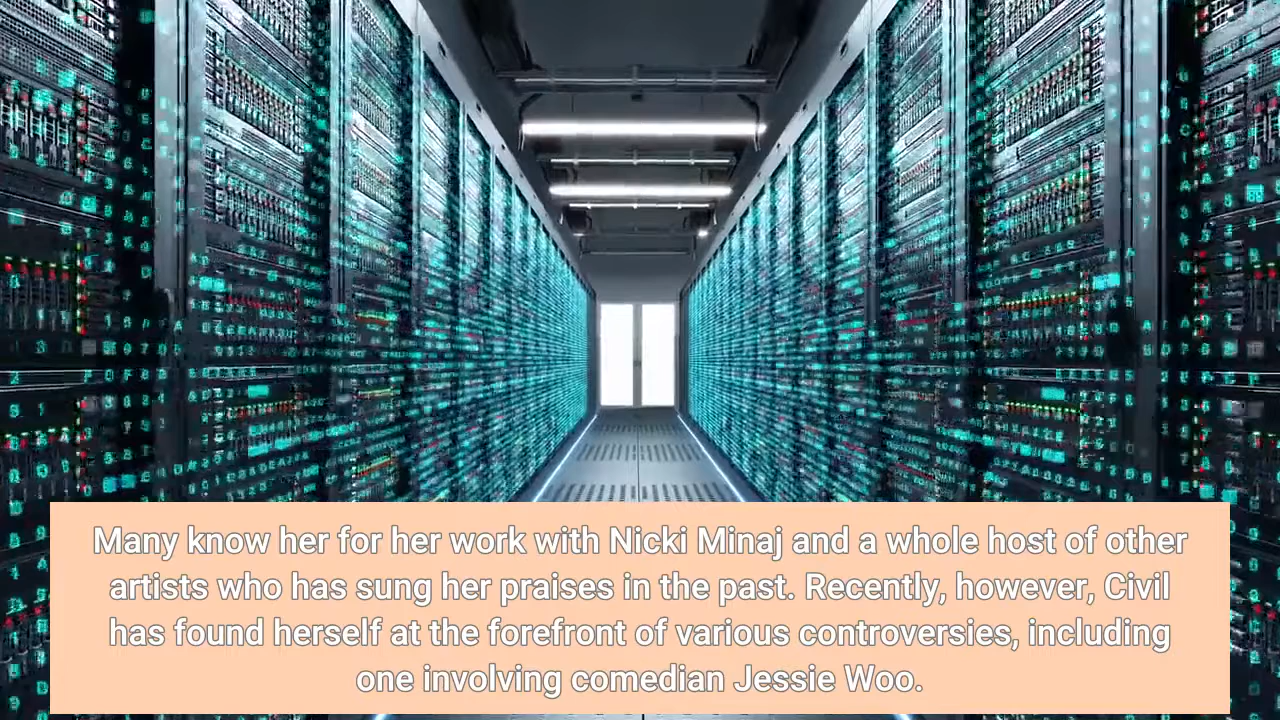 Many know her for her work with Nicki Minaj and a whole host of other
artists who has sung her praises in the past. Recently, however, Civil
has found herself at the forefront of various controversies, including
one involving comedian Jessie Woo.